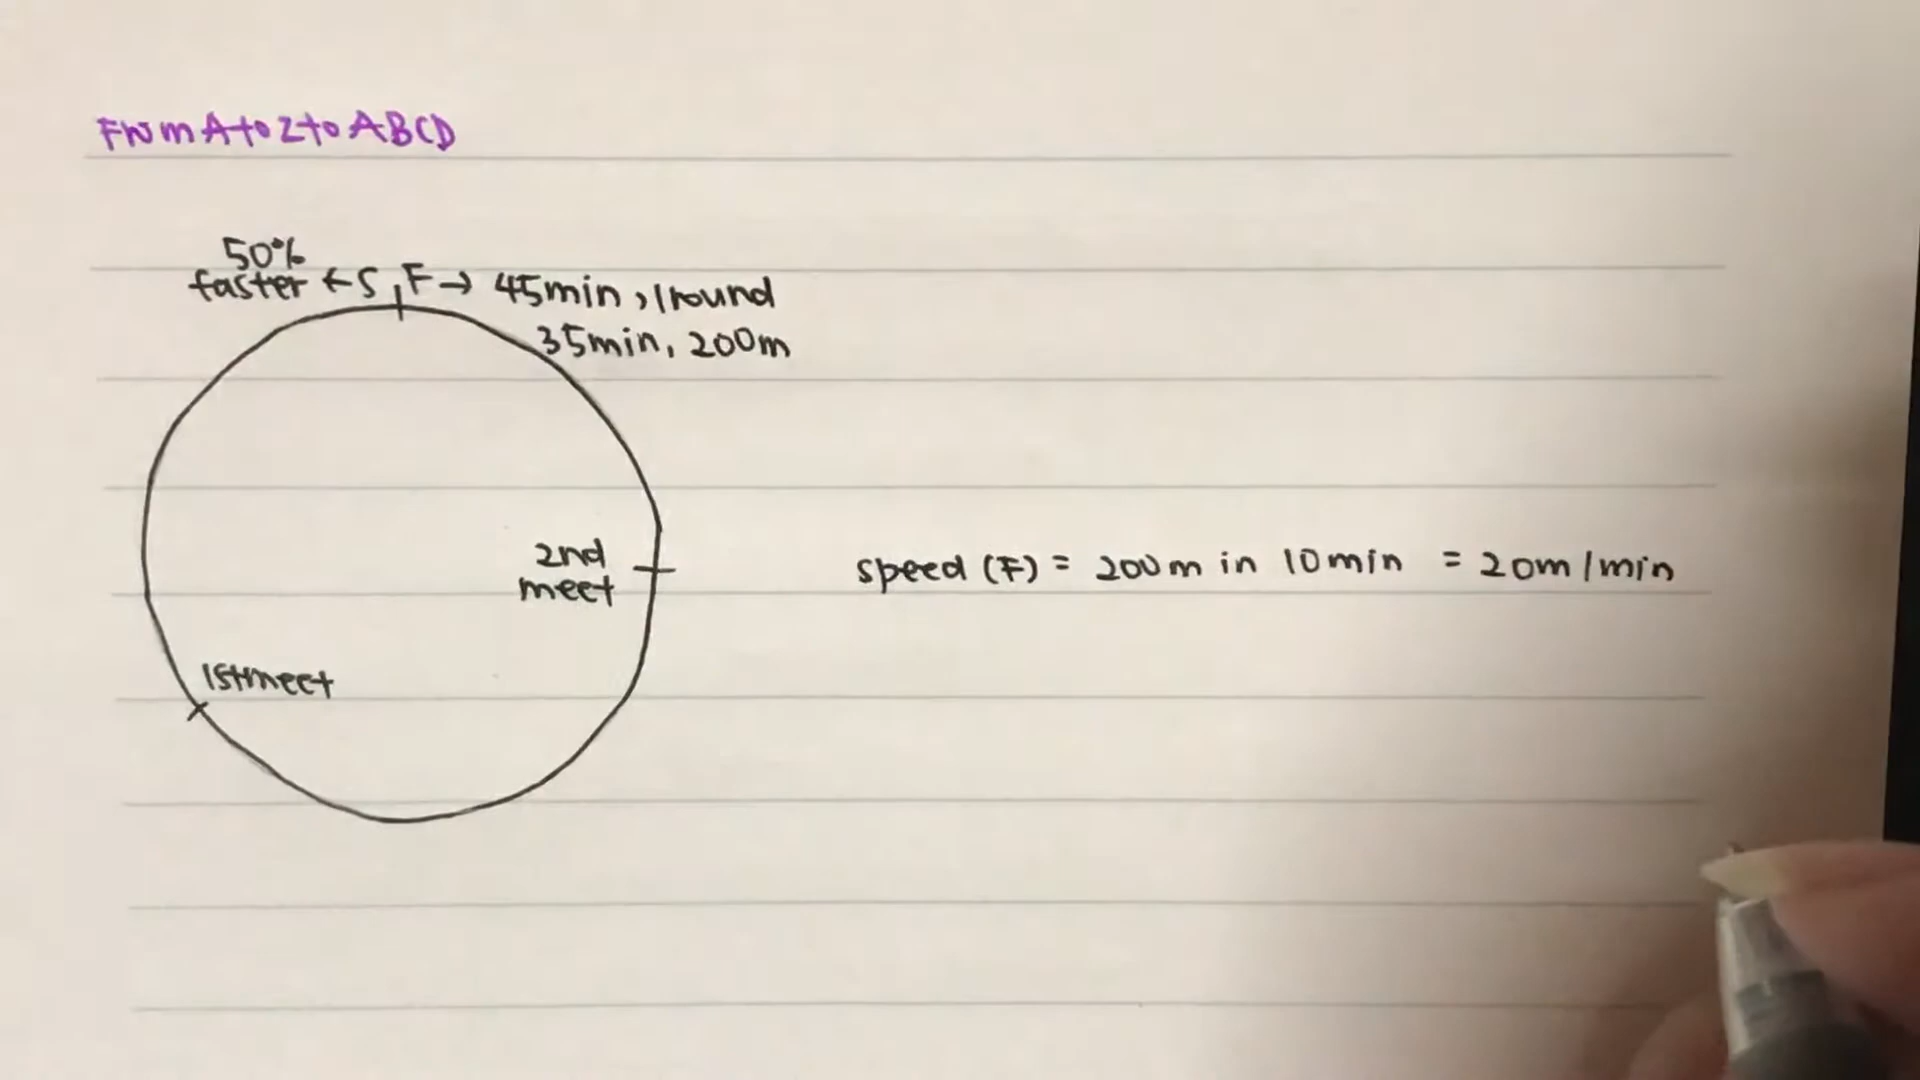 From A to Z to ABCD
50%
faster ← S, F → 45min, 1round
35min, 200m
2nd
meet
speed (F) = 200m in 10min = 20m/min
1st meet